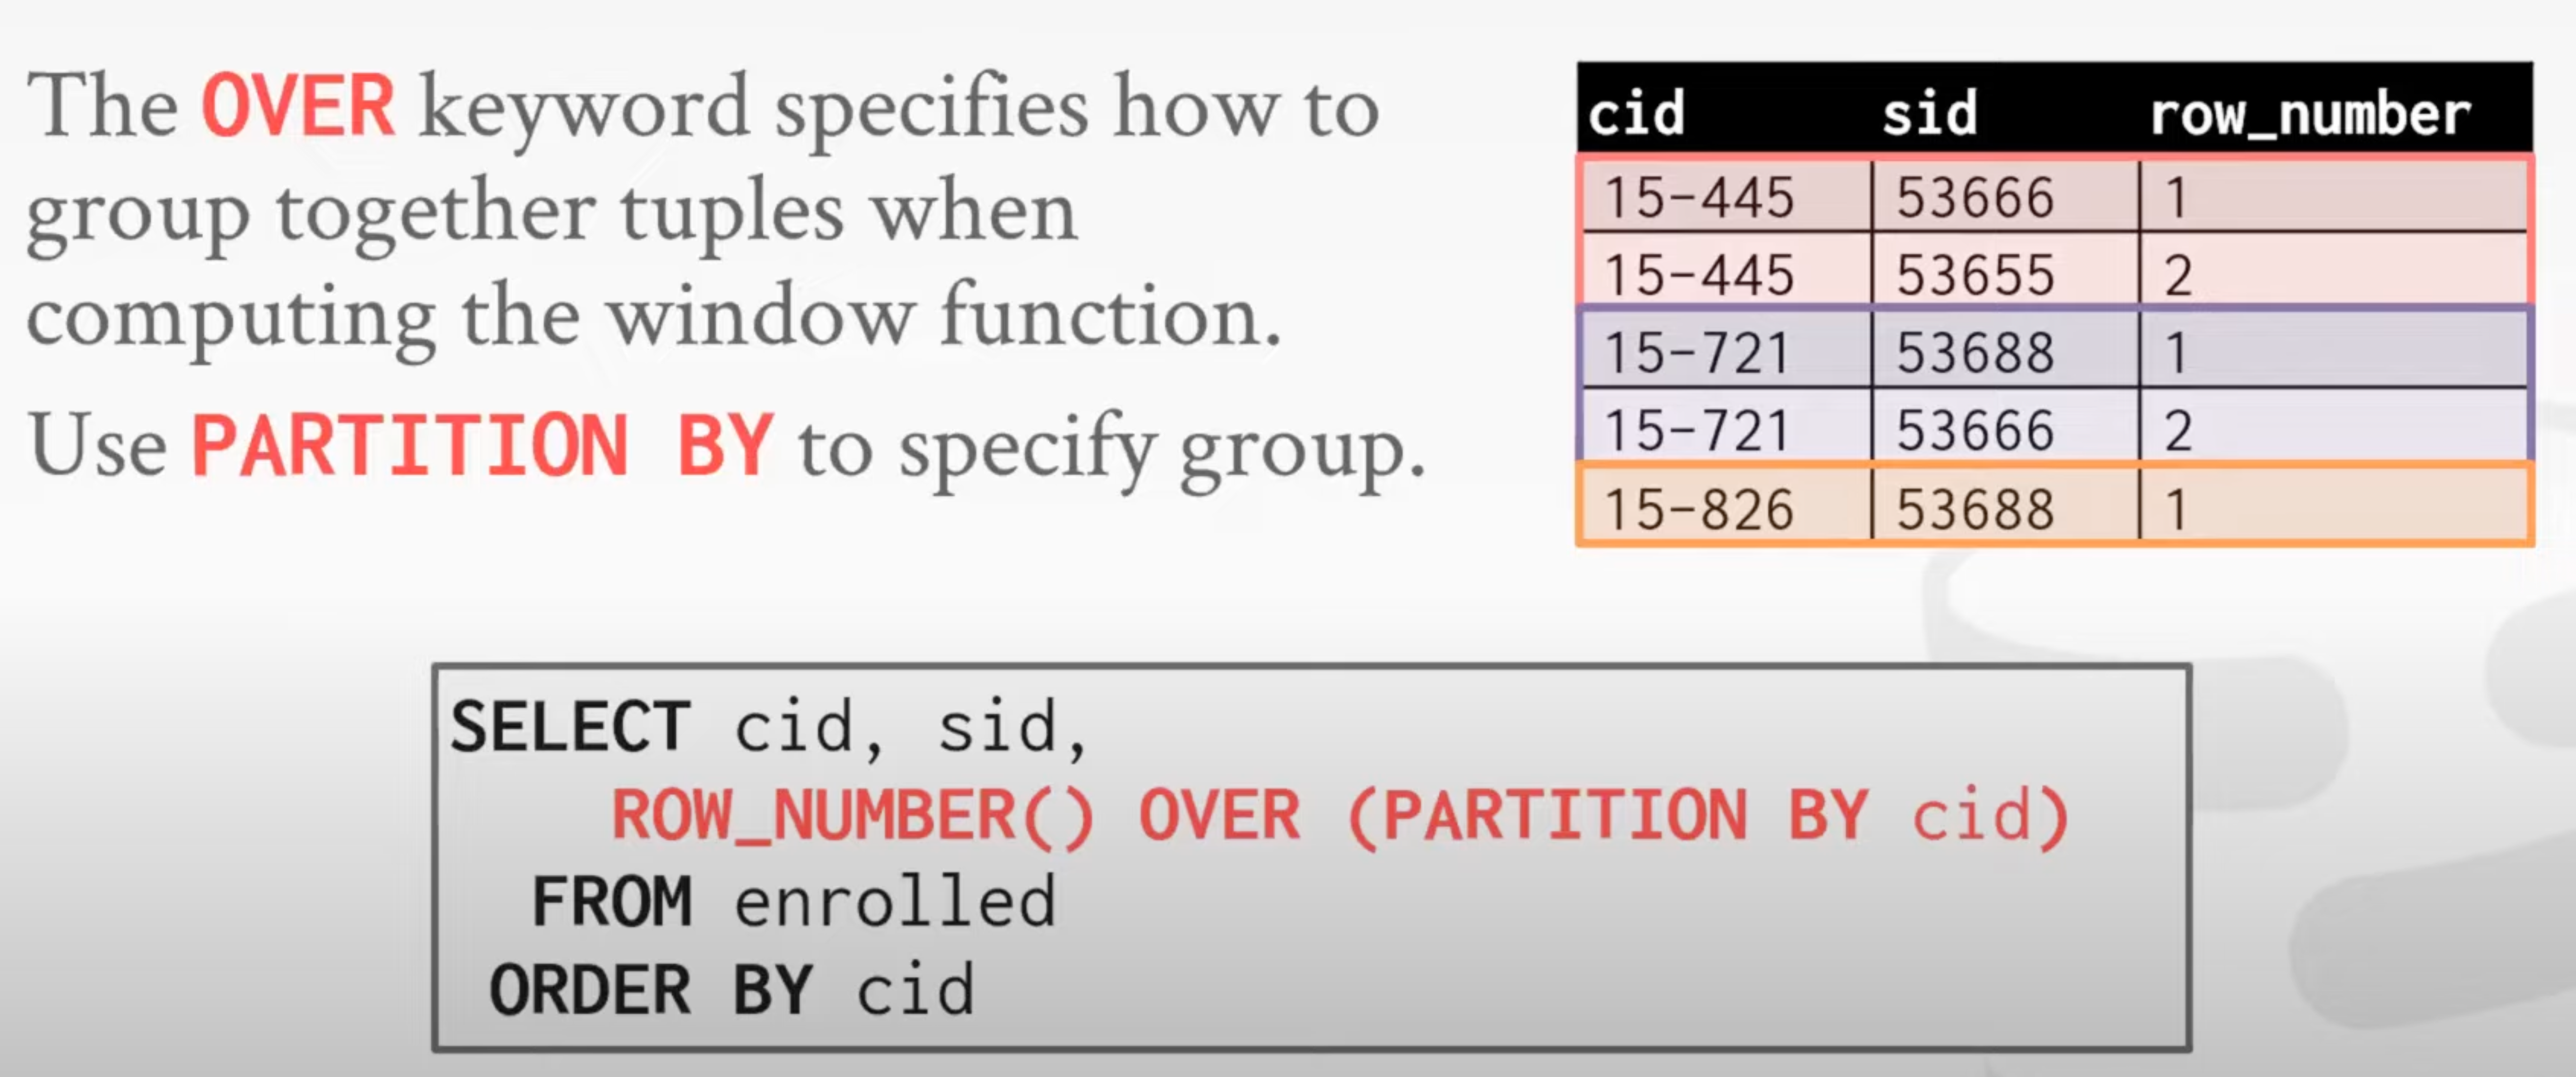 The OVER keyword specifies how to
group together tuples when
computing the window function.
Use PARTITION BY to specify group.
cid sid row_number
15-445 53666 1
15-445 53655 2
15-721 53688 1
15-721 53666 2
15-826 53688 1
SELECT cid, sid,
ROW_NUMBER() OVER (PARTITION BY cid)
FROM enrolled
ORDER BY cid